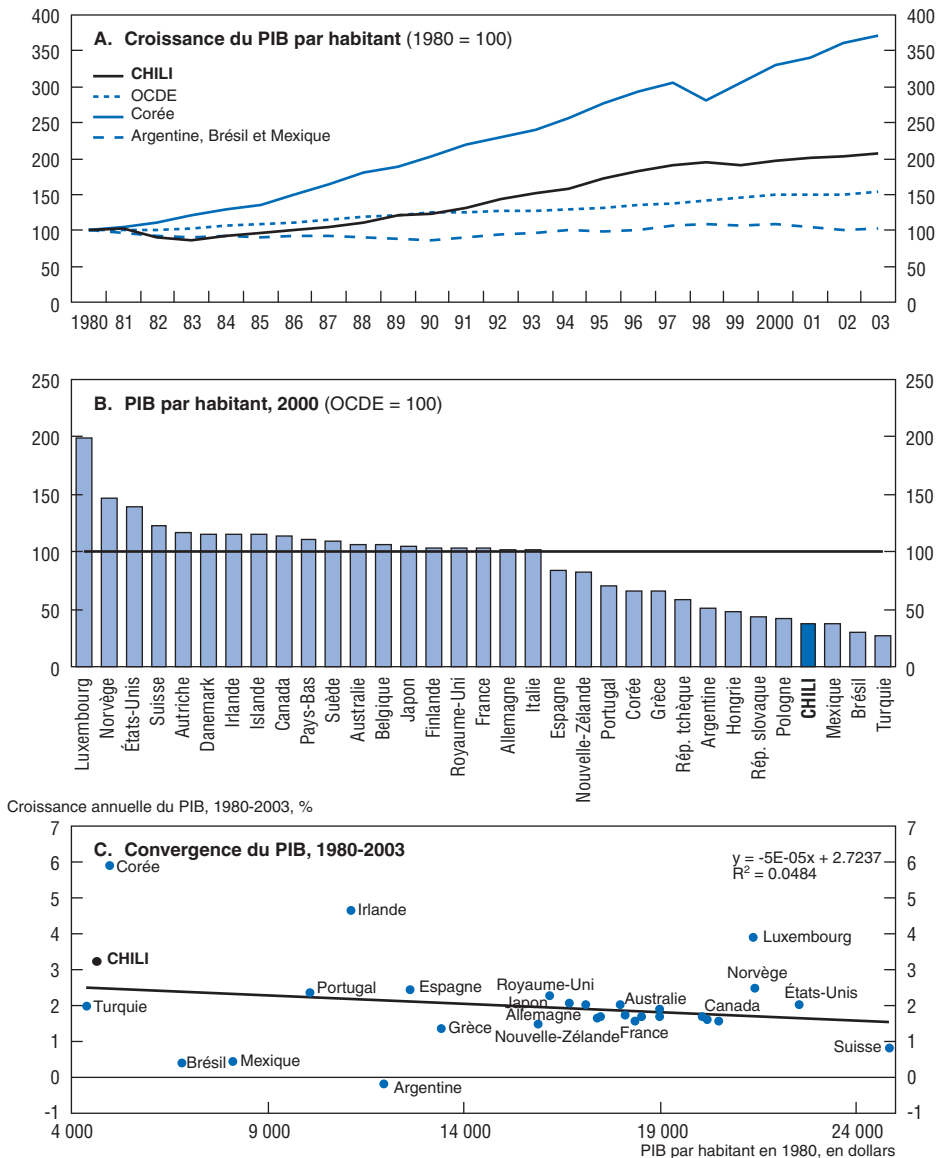 A. Croissance du PIB par habitant (1980 = 100)
CHILI
OCDE
Corée
Argentine, Brésil et Mexique
400 400
350 350
300 300
250 250
200 200
150 150
100 100
50 50
0 0
1980 81 82 83 84 85 86 87 88 89 90 91 92 93 94 95 96 97 98 99 2000 01 02 03
B. PIB par habitant, 2000 (OCDE = 100)
250 250
200 200
150 150
100 100
50 50
0 0
Luxembourg
Norvège
États-Unis
Suisse
Autriche
Danemark
Irlande
Islande
Canada
Pays-Bas
Suède
Australie
Belgique
Japon
Finlande
Royaume-Uni
France
Allemagne
Italie
Espagne
Nouvelle-Zélande
Portugal
Corée
Grèce
Rép. tchèque
Argentine
Hongrie
Rép. slovaque
Pologne
CHILI
Mexique
Brésil
Turquie
Croissance annuelle du PIB, 1980-2003, %
C. Convergence du PIB, 1980-2003
y = -5E-05x + 2.7237
R² = 0.0484
7 7
6 6
5 5
4 4
3 3
2 2
1 1
0 0
-1 -1
Corée
Irlande
Luxembourg
CHILI
Norvège
Portugal
Espagne
Royaume-Uni
États-Unis
Turquie
Japon
Australie
Canada
Allemagne
Grèce
Nouvelle-Zélande
France
Suisse
Brésil
Mexique
Argentine
4 000 9 000 14 000 19 000 24 000
PIB par habitant en 1980, en dollars